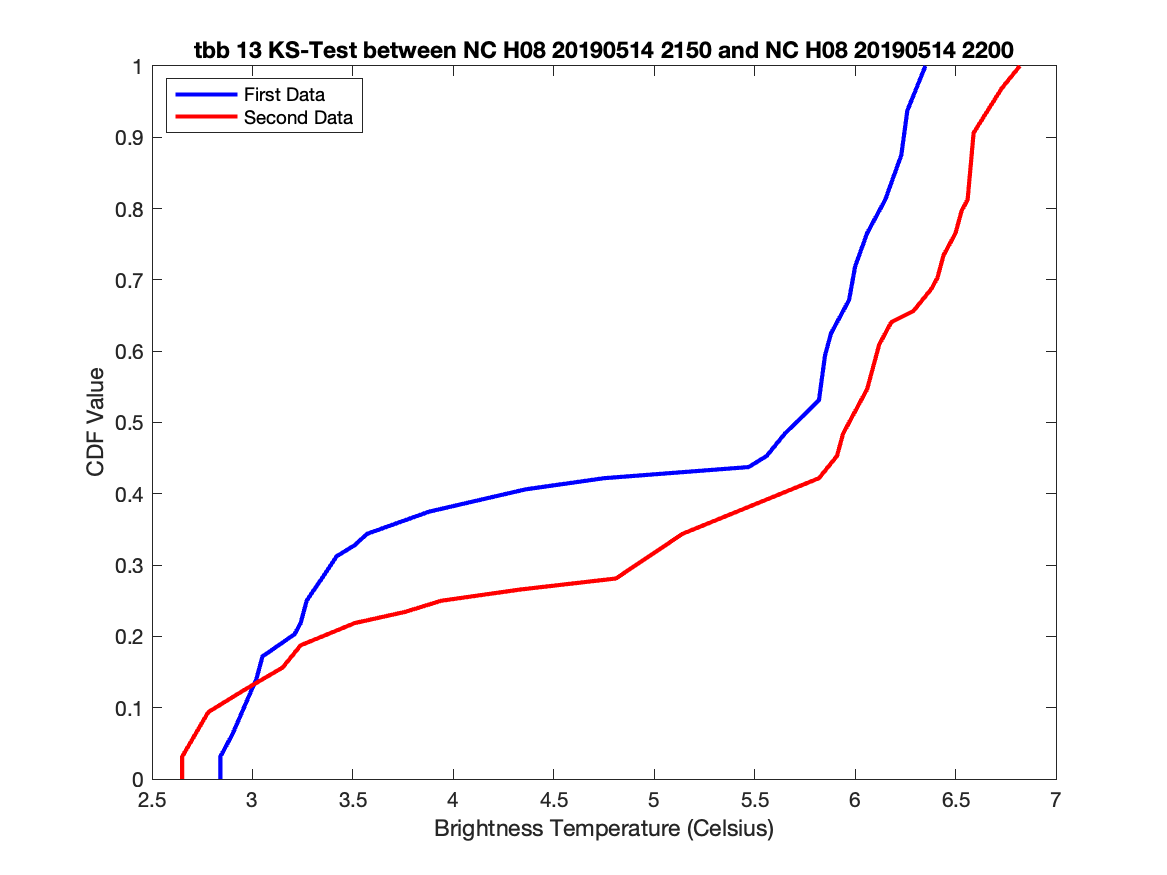 tbb 13 KS-Test between NC H08 20190514 2150 and NC H08 20190514 2200
First Data
Second Data
1
0.9
0.8
0.7
0.6
0.5
0.4
0.3
0.2
0.1
0
CDF Value
2.5 3 3.5 4 4.5 5 5.5 6 6.5 7
Brightness Temperature (Celsius)